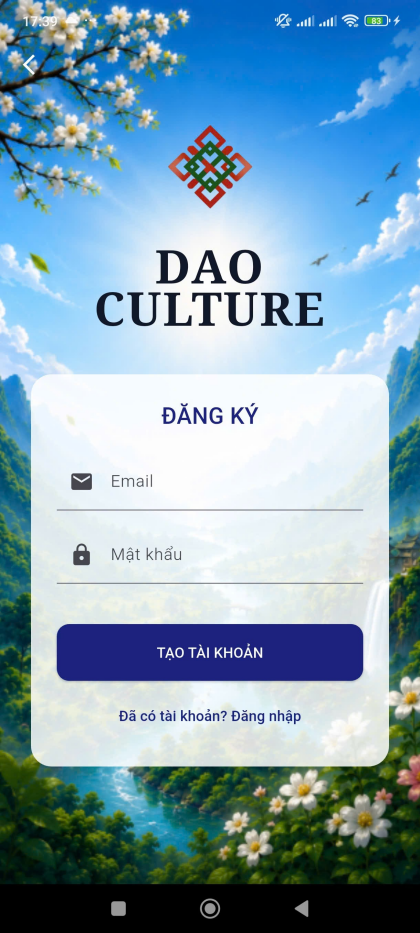 17:39
83
DAO
CULTURE
ĐĂNG KÝ
Email
Mật khẩu
TẠO TÀI KHOẢN
Đã có tài khoản? Đăng nhập